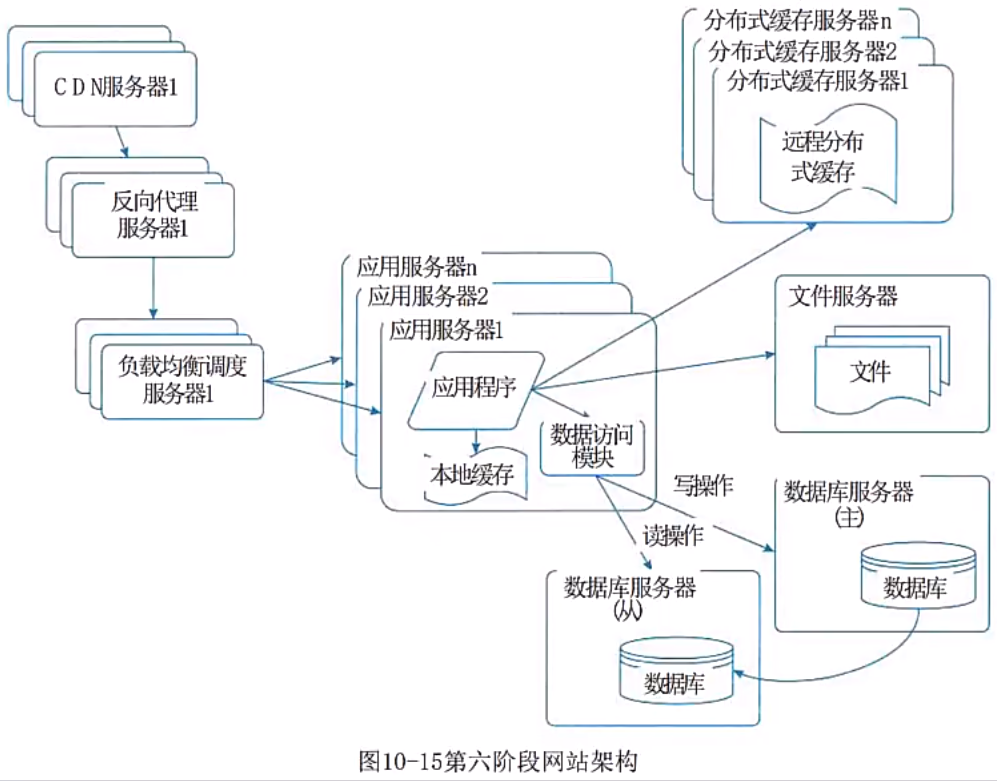 分布式缓存服务器n
分布式缓存服务器2
分布式缓存服务器1
远程分布
式缓存
CDN服务器1
反向代理
服务器1
负载均衡调度
服务器1
应用服务器n
应用服务器2
应用服务器1
应用程序
本地缓存
数据访问
模块
文件服务器
文件
写操作
读操作
数据库服务器
(主)
数据库
数据库服务器
(从)
数据库
图10-15第六阶段网站架构